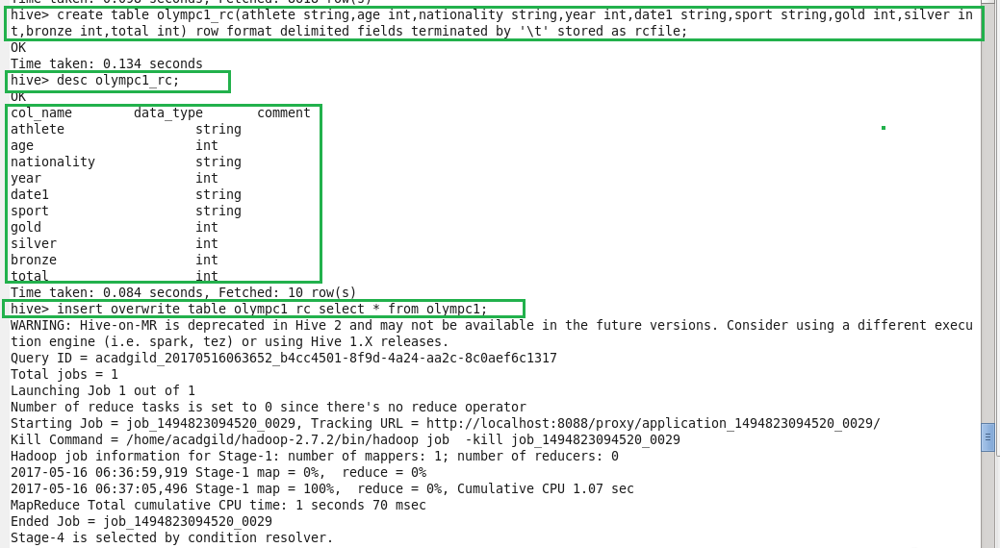 Time taken: 0.098 seconds, Fetched: 8618 row(s)
hive> create table olympc1_rc(athlete string,age int,nationality string,year int,date1 string,sport string,gold int,silver in
t,bronze int,total int) row format delimited fields terminated by '\t' stored as rcfile;
OK
Time taken: 0.134 seconds
hive> desc olympc1_rc;
OK
col_name data_type comment
athlete string
age int
nationality string
year int
date1 string
sport string
gold int
silver int
bronze int
total int
Time taken: 0.084 seconds, Fetched: 10 row(s)
hive> insert overwrite table olympc1_rc select * from olympc1;
WARNING: Hive-on-MR is deprecated in Hive 2 and may not be available in the future versions. Consider using a different execu
tion engine (i.e. spark, tez) or using Hive 1.X releases.
Query ID = acadgild_20170516063652_b4cc4501-8f9d-4a24-aa2c-8c0aef6c1317
Total jobs = 1
Launching Job 1 out of 1
Number of reduce tasks is set to 0 since there's no reduce operator
Starting Job = job_1494823094520_0029, Tracking URL = http://localhost:8088/proxy/application_1494823094520_0029/
Kill Command = /home/acadgild/hadoop-2.7.2/bin/hadoop job  -kill job_1494823094520_0029
Hadoop job information for Stage-1: number of mappers: 1; number of reducers: 0
2017-05-16 06:36:59,919 Stage-1 map = 0%,  reduce = 0%
2017-05-16 06:37:05,496 Stage-1 map = 100%,  reduce = 0%, Cumulative CPU 1.07 sec
MapReduce Total cumulative CPU time: 1 seconds 70 msec
Ended Job = job_1494823094520_0029
Stage-4 is selected by condition resolver.